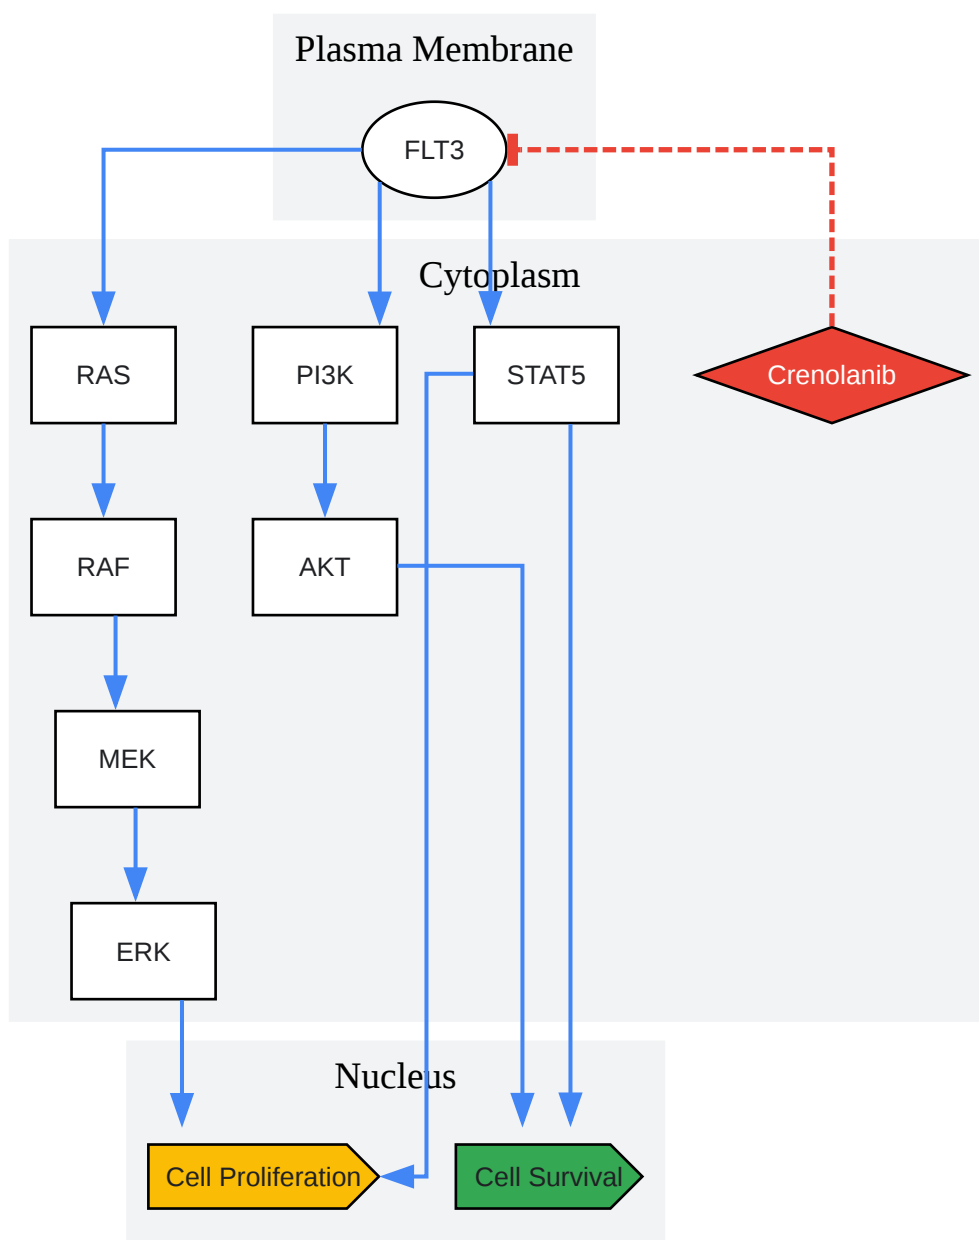 Plasma Membrane
FLT3
Cytoplasm
RAS
PI3K
STAT5
Crenolanib
RAF
AKT
MEK
ERK
Nucleus
Cell Proliferation
Cell Survival